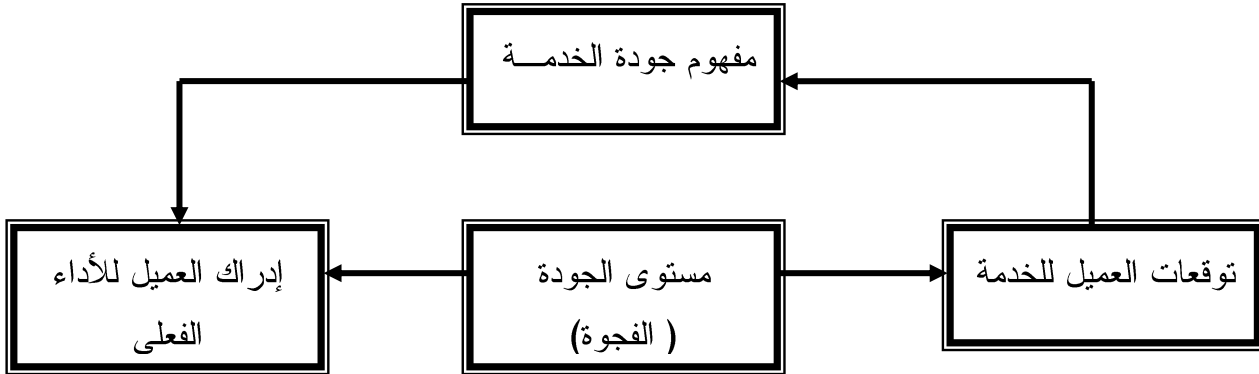 مفهوم جودة الخدمـــة
توقعات العميل للخدمة
مستوى الجودة
( الفجوة)
إدراك العميل للأداء
الفعلى